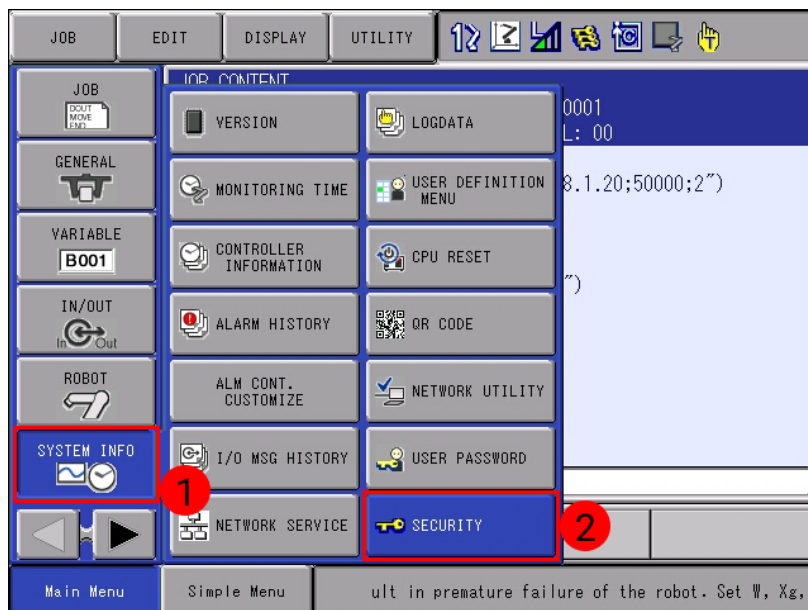 JOB
EDIT
DISPLAY
UTILITY
JOB CONTENT
JOB
DOUT
MOVE
END
GENERAL
VARIABLE
B001
IN/OUT
In Out
ROBOT
SYSTEM INFO
1
VERSION
MONITORING TIME
CONTROLLER
INFORMATION
ALARM HISTORY
ALM CONT.
CUSTOMIZE
I/O MSG HISTORY
NETWORK SERVICE
LOGDATA
USER DEFINITION
MENU
CPU RESET
QR CODE
NETWORK UTILITY
USER PASSWORD
SECURITY
2
0001
L: 00
8.1.20;50000;2")
")
Main Menu
Simple Menu
ult in premature failure of the robot. Set W, Xg,